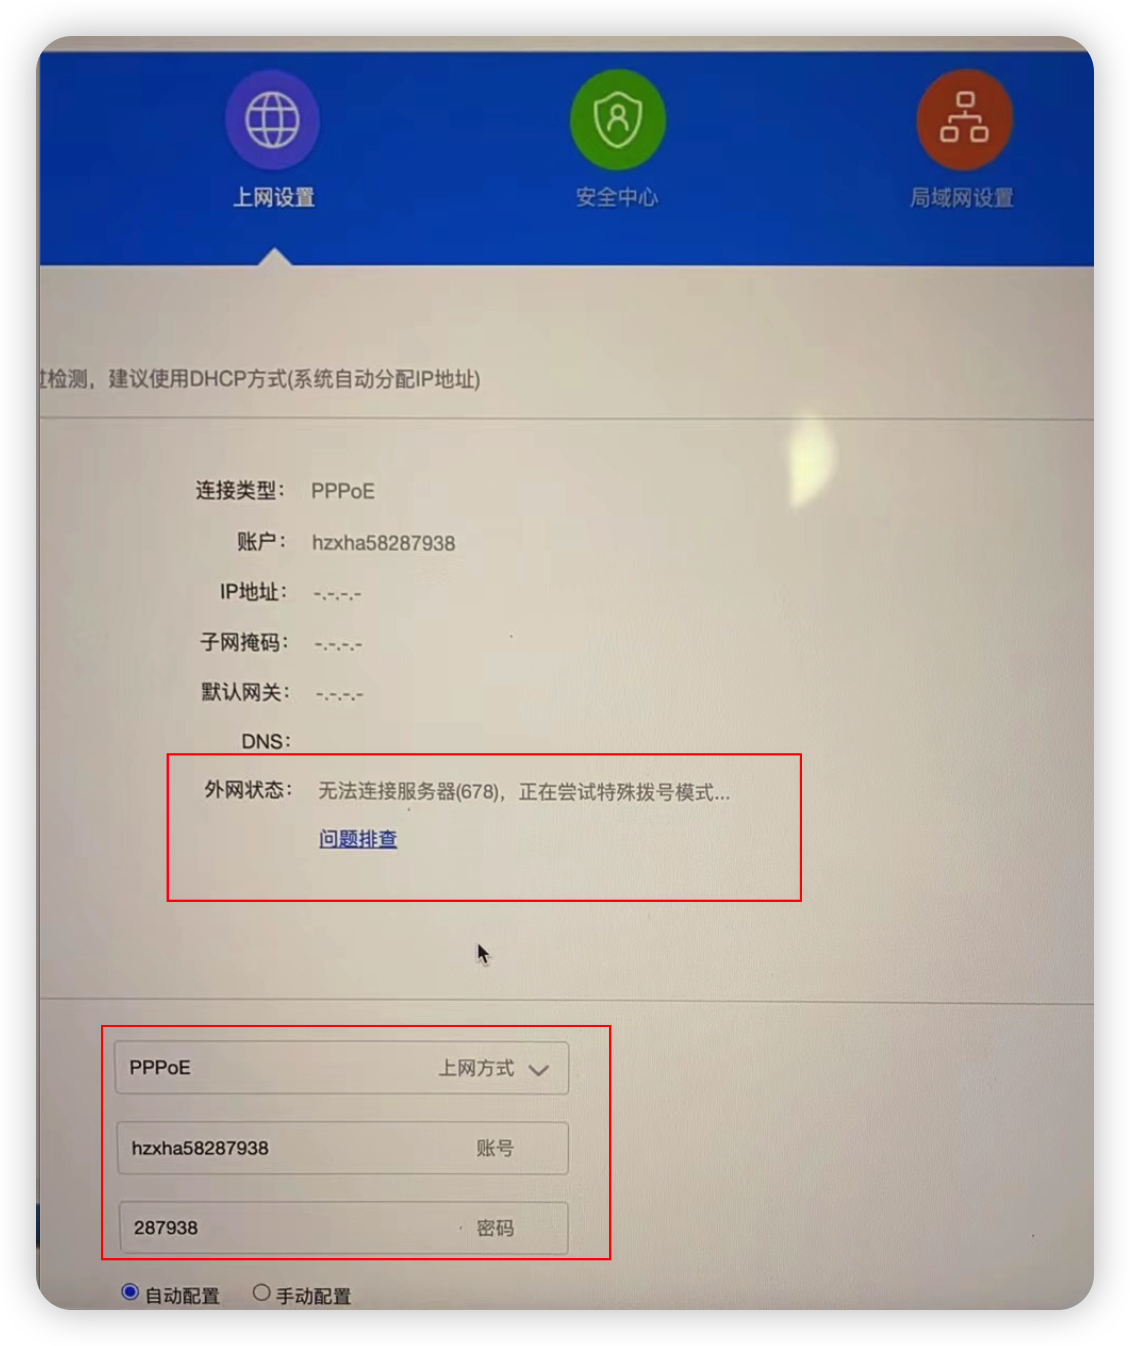 上网设置
安全中心
局域网设置
检测，建议使用DHCP方式(系统自动分配IP地址)
连接类型： PPPoE
账户： hzxha58287938
IP地址： -.-.-.-
子网掩码： -.-.-.-
默认网关： -.-.-.-
DNS：
外网状态： 无法连接服务器(678)，正在尝试特殊拨号模式...
问题排查
PPPoE 上网方式
hzxha58287938 账号
287938 密码
自动配置 手动配置